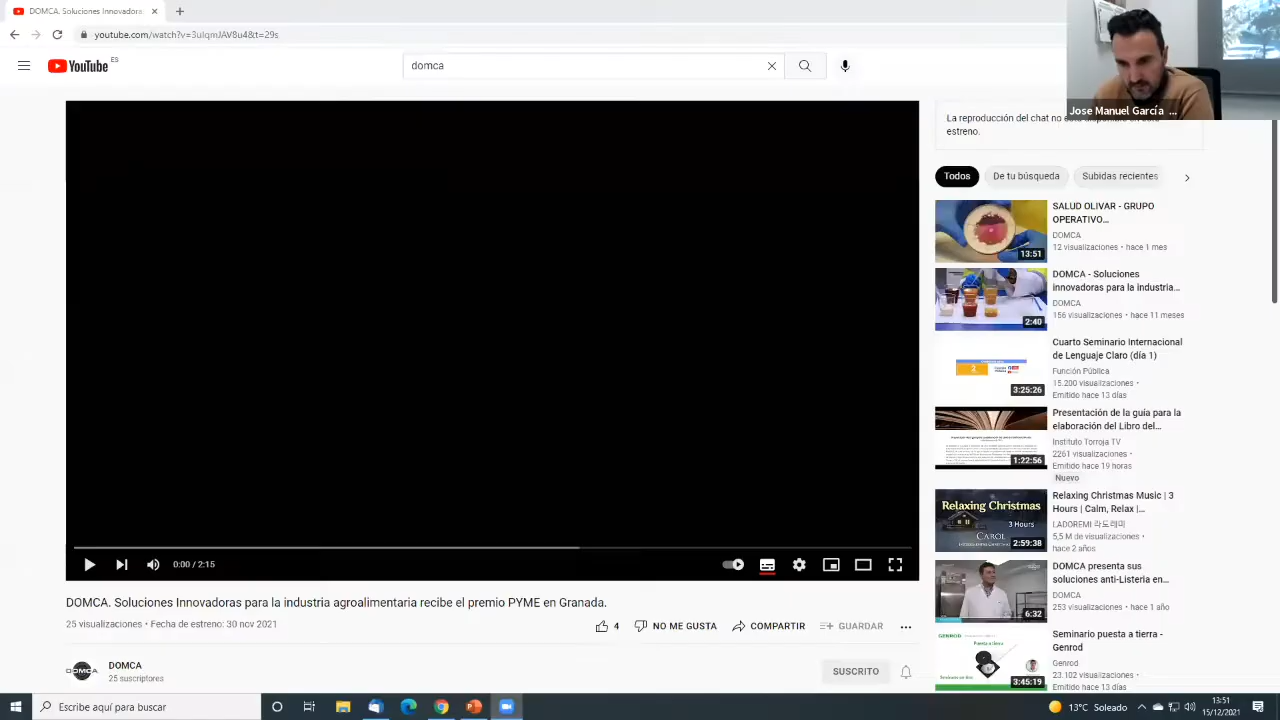 DOMCA. Soluciones Innovadoras
youtube.com/watch?v=3uIqmJAV8u4&t=29s
YouTube ES
domca
Jose Manuel García ...
La reproducción del chat no está disponible en este
estreno.
Todos
De tu búsqueda
Subidas recientes
SALUD OLIVAR - GRUPO
OPERATIVO...
DOMCA
12 visualizaciones • hace 1 mes
13:51
DOMCA - Soluciones
innovadoras para la industria...
DOMCA
156 visualizaciones • hace 11 meses
2:40
Cuarto Seminario Internacional
de Lenguaje Claro (día 1)
Función Pública
15.200 visualizaciones •
Emitido hace 13 días
3:25:26
Presentación de la guía para la
elaboración del Libro del...
Instituto Torroja TV
2261 visualizaciones •
Emitido hace 19 horas
Nuevo
1:22:56
Relaxing Christmas
3 Hours
CAROL
2:59:38
Relaxing Christmas Music | 3
Hours | Calm, Relax |...
LADOREMI 라도레미
5,5 M de visualizaciones •
hace 2 años
DOMCA presenta sus
soluciones anti-Listeria en...
DOMCA
253 visualizaciones • hace 1 año
6:32
GENROD
Puesta a tierra
3:45:19
Seminario puesta a tierra -
Genrod
Genrod
23.102 visualizaciones •
Emitido hace 13 días
0:00 / 2:15
DOMCA. Soluciones Innovadoras para la industria agroalimentaria recibe el premio PYME en Granada.
25 visualizaciones • Fecha de estreno: 30 nov 2021
4
NO ME GUSTA
COMPARTIR
GUARDAR
DOMCA
DOMCA
25 suscriptores
SUSCRITO
Escribe aquí para buscar
13°C Soleado
13:51
15/12/2021